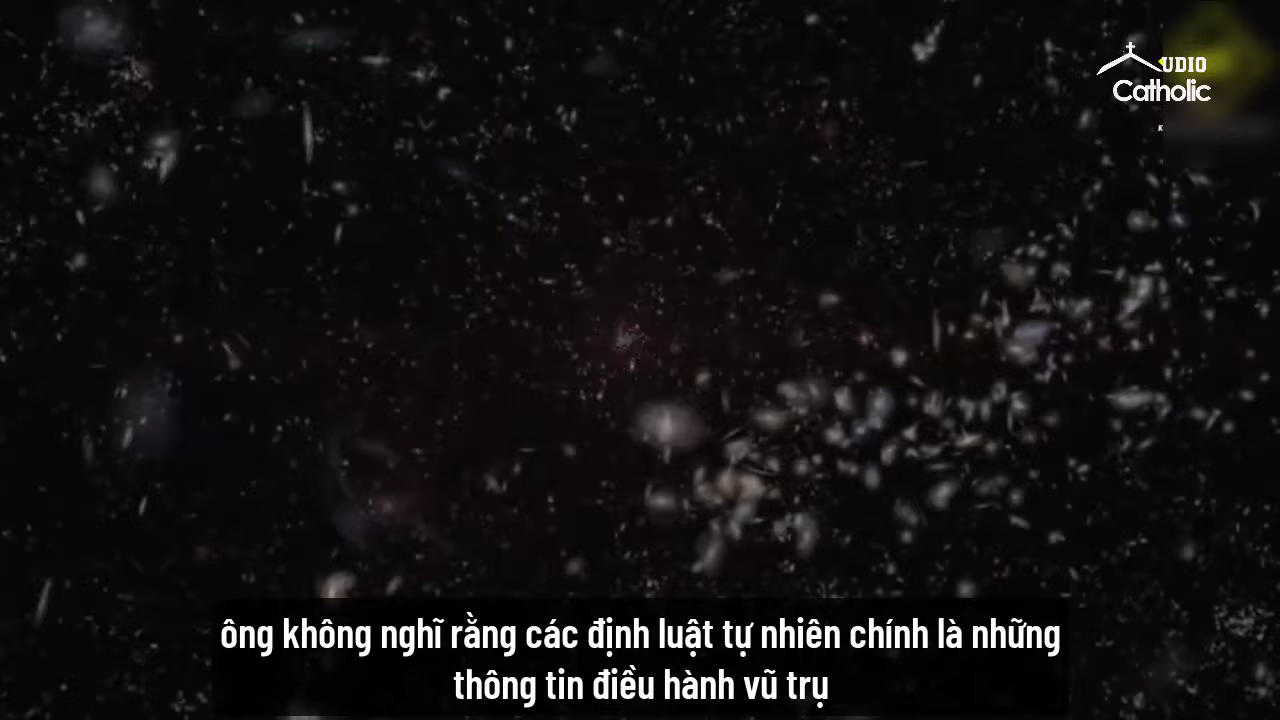 UDIO
Catholic
K
ông không nghĩ rằng các định luật tự nhiên chính là những
thông tin điều hành vũ trụ